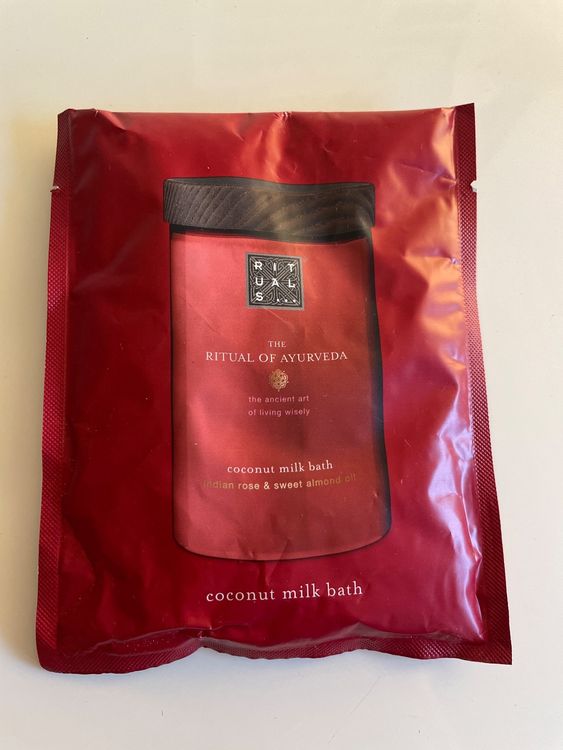 RIT
UAL
S...
THE
RITUAL OF AYURVEDA
the ancient art
of living wisely
coconut milk bath
indian rose & sweet almond oil
coconut milk bath